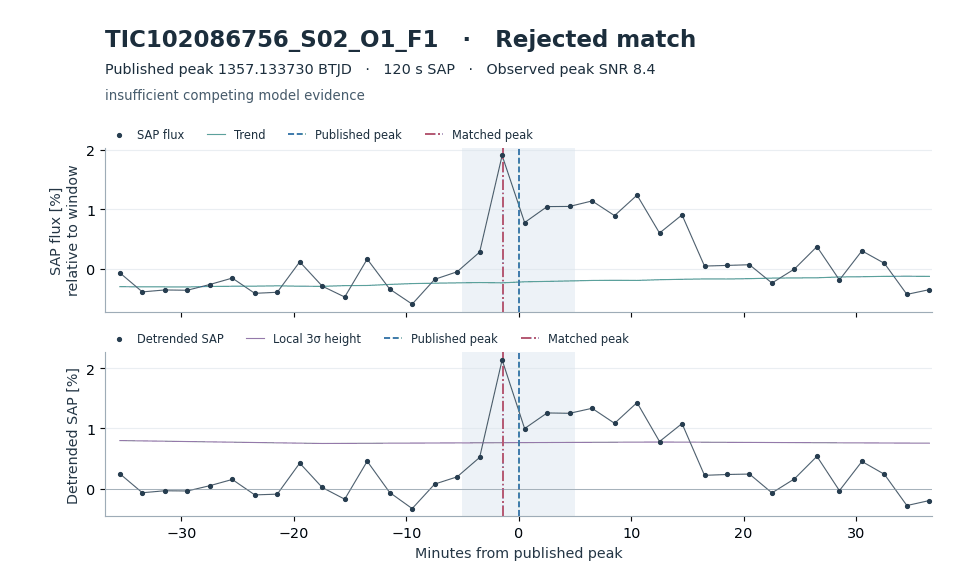 TIC102086756_S02_O1_F1 · Rejected match
Published peak 1357.133730 BTJD · 120 s SAP · Observed peak SNR 8.4
insufficient competing model evidence
SAP flux Trend Published peak Matched peak
SAP flux [%]
relative to window
2
1
0
Detrended SAP Local 3σ height Published peak Matched peak
Detrended SAP [%]
2
1
0
−30 −20 −10 0 10 20 30
Minutes from published peak